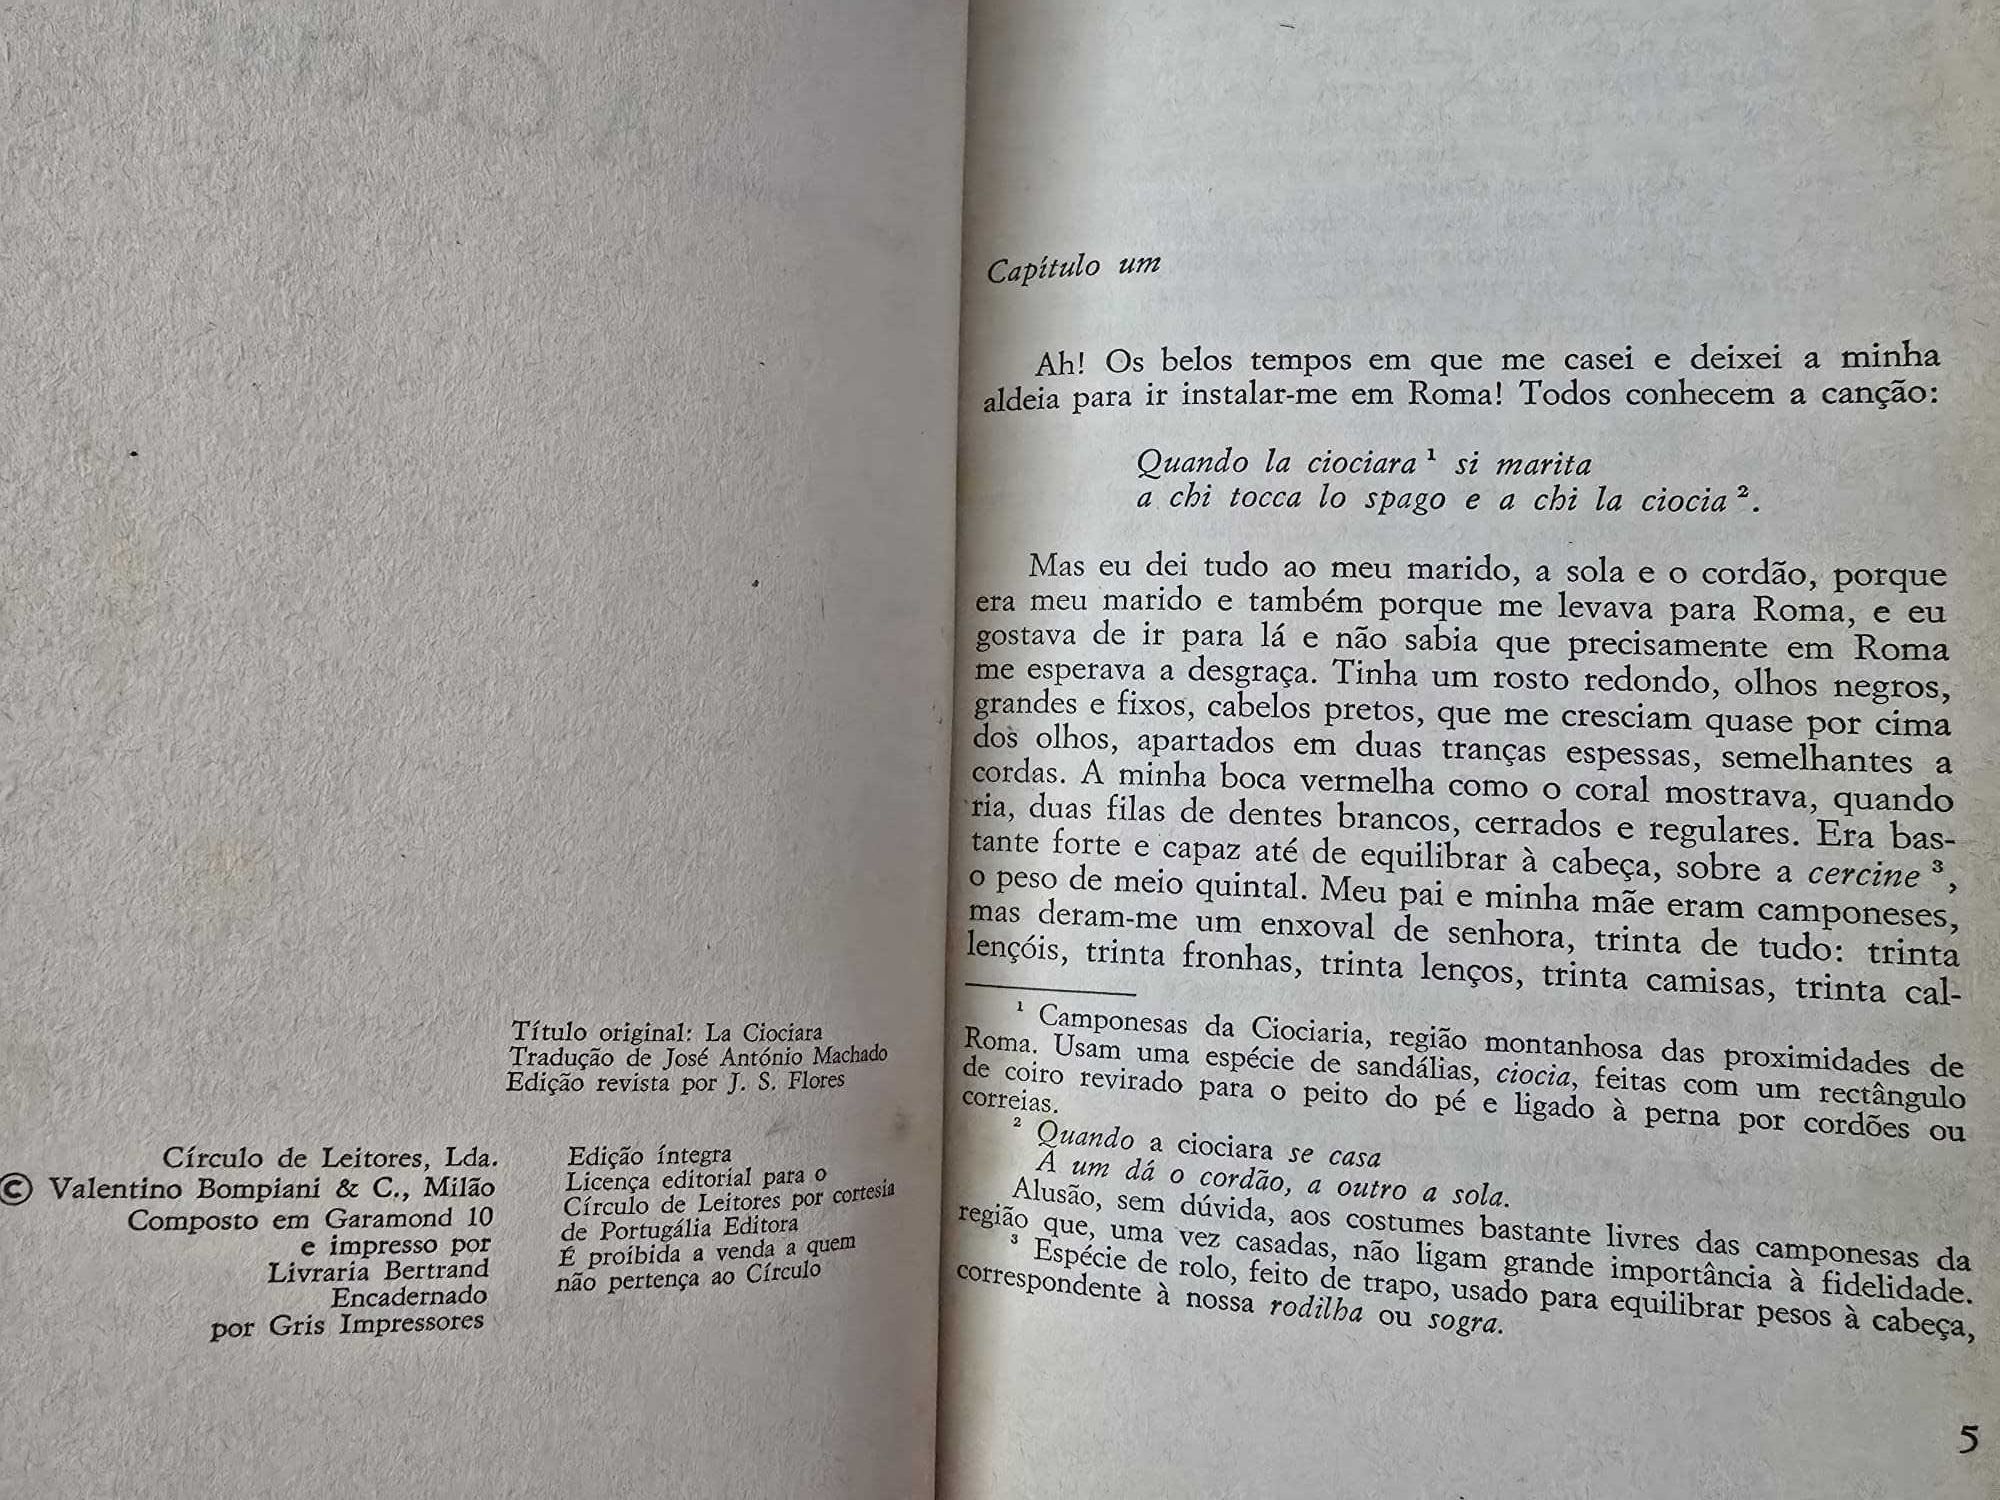 Título original: La Ciociara
Tradução de José António Machado
Edição revista por J. S. Flores
Círculo de Leitores, Lda.
© Valentino Bompiani & C., Milão
Composto em Garamond 10
e impresso por
Livraria Bertrand
Encadernado
por Gris Impressores
Edição íntegra
Licença editorial para o
Círculo de Leitores por cortesia
de Portugália Editora
É proíbida a venda a quem
não pertença ao Círculo
Capítulo um
Ah! Os belos tempos em que me casei e deixei a minha
aldeia para ir instalar-me em Roma! Todos conhecem a canção:
Quando la ciociara ¹ si marita
a chi tocca lo spago e a chi la ciocia ².
Mas eu dei tudo ao meu marido, a sola e o cordão, porque
era meu marido e também porque me levava para Roma, e eu
gostava de ir para lá e não sabia que precisamente em Roma
me esperava a desgraça. Tinha um rosto redondo, olhos negros,
grandes e fixos, cabelos pretos, que me cresciam quase por cima
dos olhos, apartados em duas tranças espessas, semelhantes a
cordas. A minha boca vermelha como o coral mostrava, quando
ria, duas filas de dentes brancos, cerrados e regulares. Era bas-
tante forte e capaz até de equilibrar à cabeça, sobre a cercine ³,
o peso de meio quintal. Meu pai e minha mãe eram camponeses,
mas deram-me um enxoval de senhora, trinta de tudo: trinta
lençóis, trinta fronhas, trinta lenços, trinta camisas, trinta cal-
¹ Camponesas da Ciociaria, região montanhosa das proximidades de
Roma. Usam uma espécie de sandálias, ciocia, feitas com um rectângulo
de coiro revirado para o peito do pé e ligado à perna por cordões ou
correias.
² Quando a ciociara se casa
A um dá o cordão, a outro a sola.
Alusão, sem dúvida, aos costumes bastante livres das camponesas da
região que, uma vez casadas, não ligam grande importância à fidelidade.
³ Espécie de rolo, feito de trapo, usado para equilibrar pesos à cabeça,
correspondente à nossa rodilha ou sogra.
5